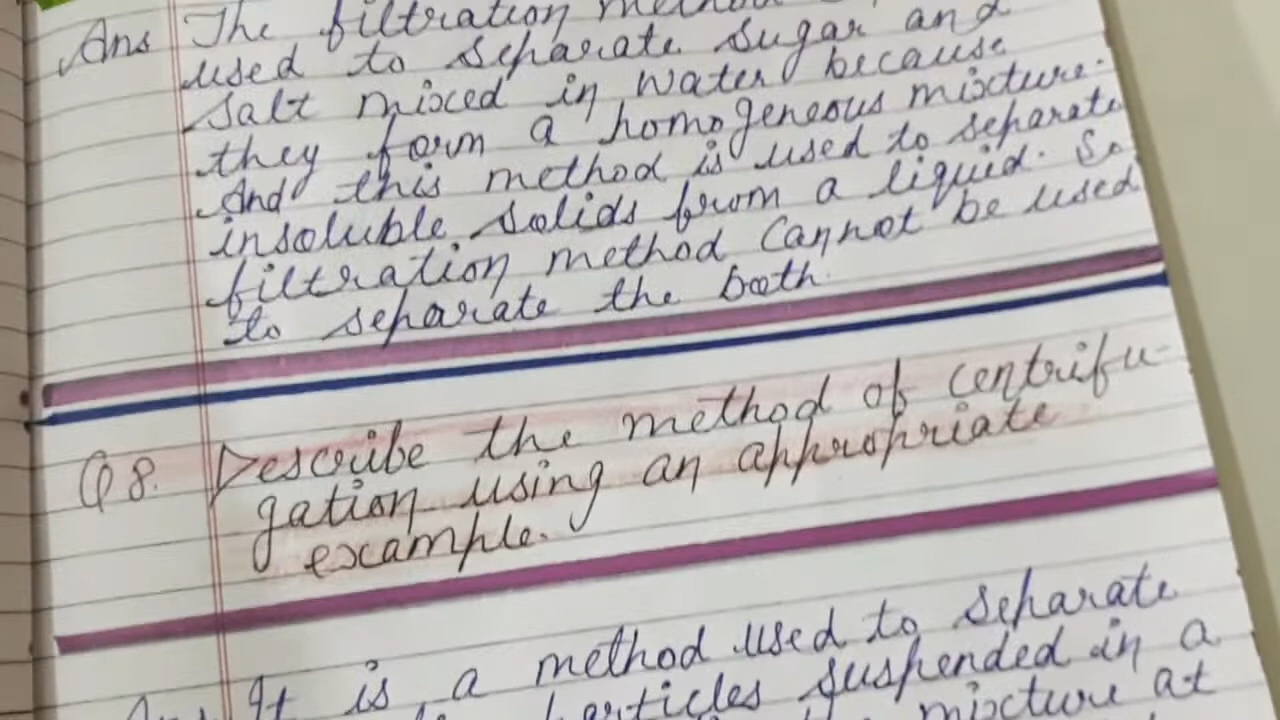 Ans The filtration method
used to separate sugar and
salt mixed in water because
they form a homogeneous mixture.
And this method is used to separate
insoluble solids from a liquid. So
filtration method cannot be used
to separate the both.
Q8. Describe the method of centrifu-
gation using an appropriate
example.
Ans It is a method used to separate
particles suspended in a
mixture at